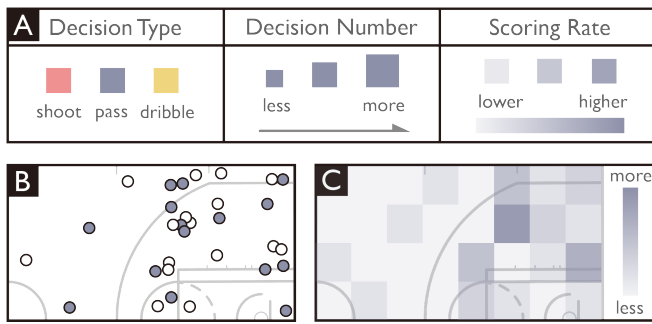 A
Decision Type
Decision Number
Scoring Rate
shoot pass dribble
less more
lower higher
B
C
more
less